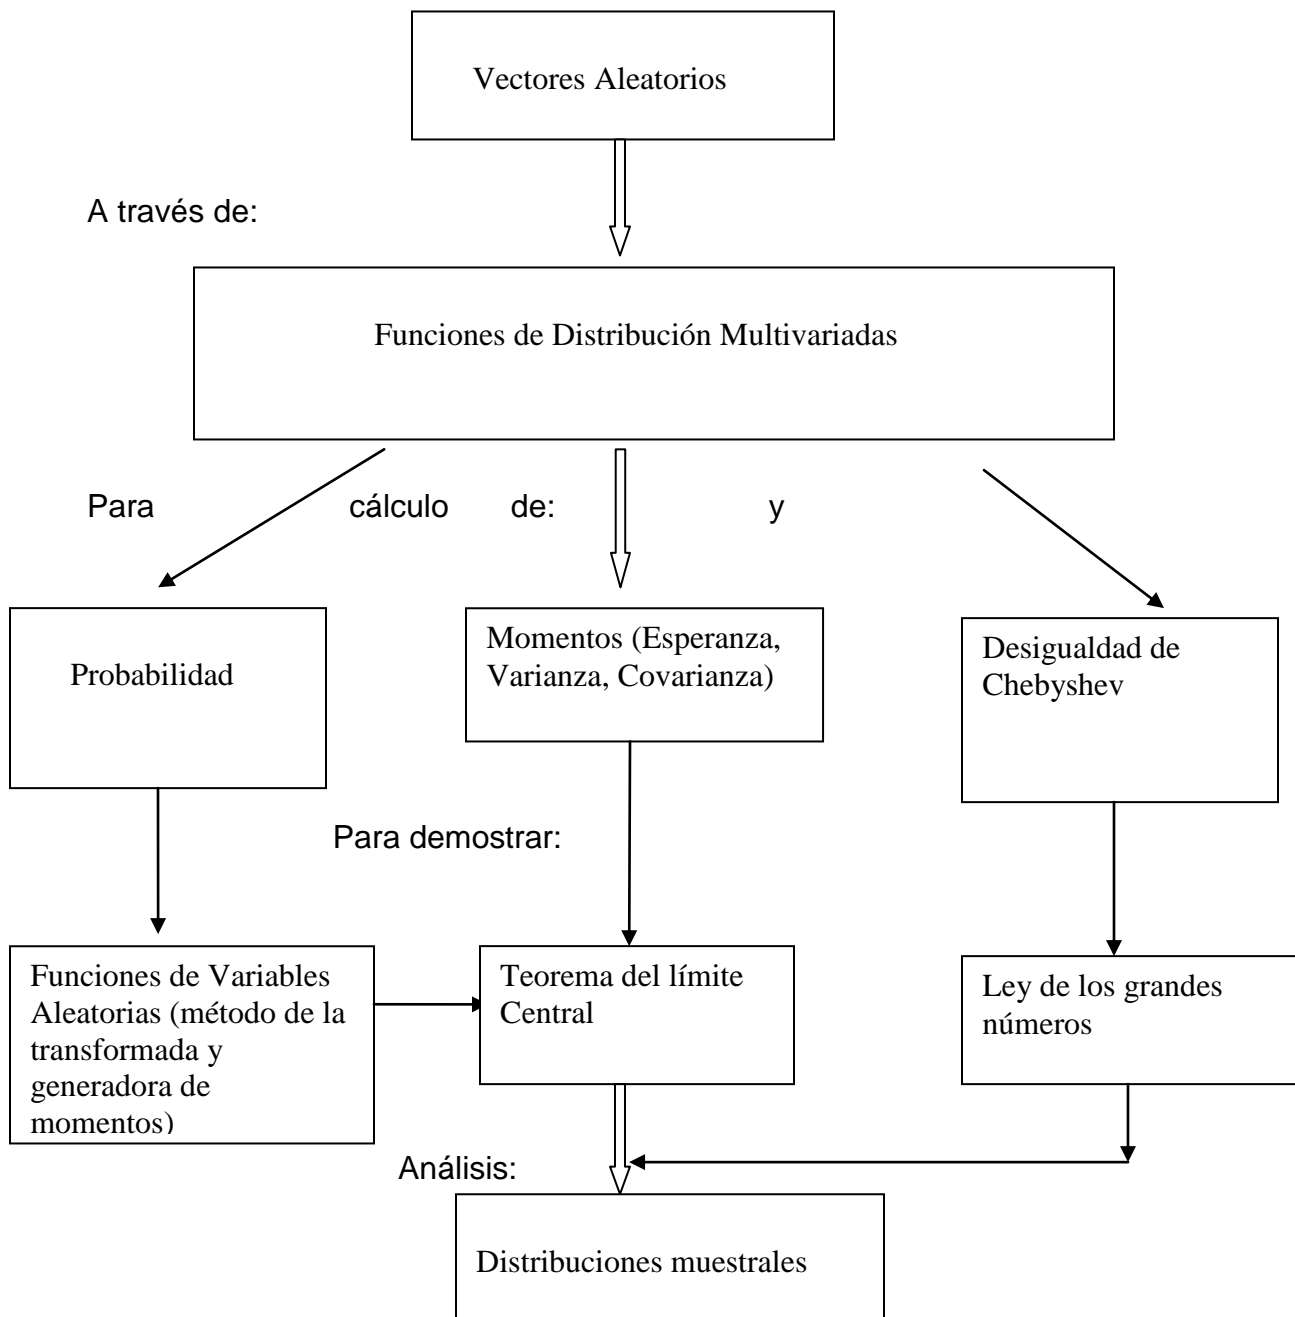 Vectores Aleatorios
A través de:
Funciones de Distribución Multivariadas
Para cálculo de: y
Probabilidad
Momentos (Esperanza,
Varianza, Covarianza)
Desigualdad de
Chebyshev
Para demostrar:
Funciones de Variables
Aleatorias (método de la
transformada y
generadora de
momentos)
Teorema del límite
Central
Ley de los grandes
números
Análisis:
Distribuciones muestrales